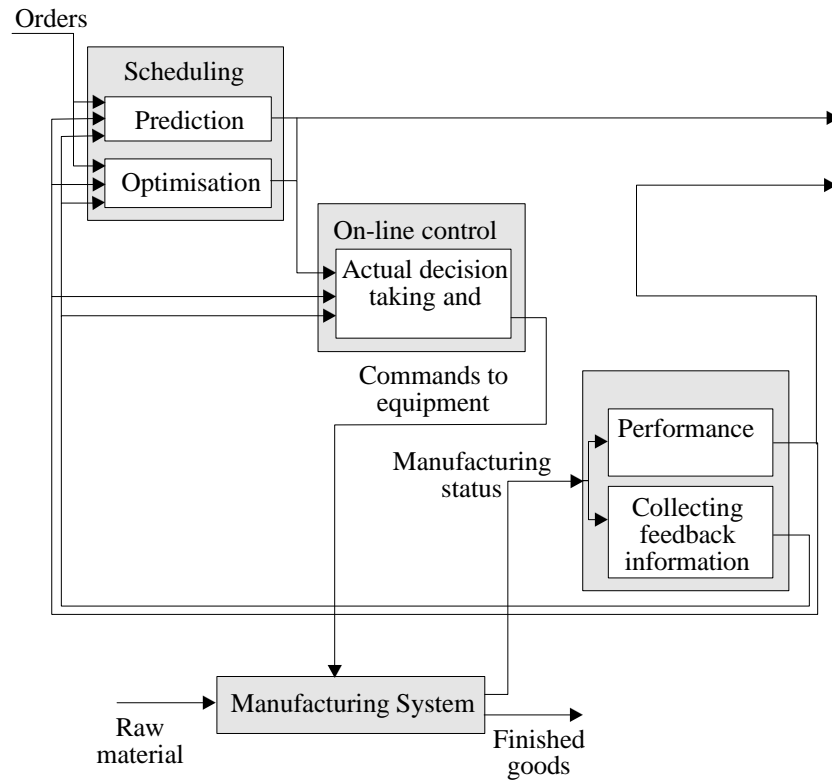 Orders
Scheduling
Prediction
Optimisation
On-line control
Actual decision
taking and
Commands to
equipment
Performance
Manufacturing
status
Collecting
feedback
information
Manufacturing System
Raw
material
Finished
goods